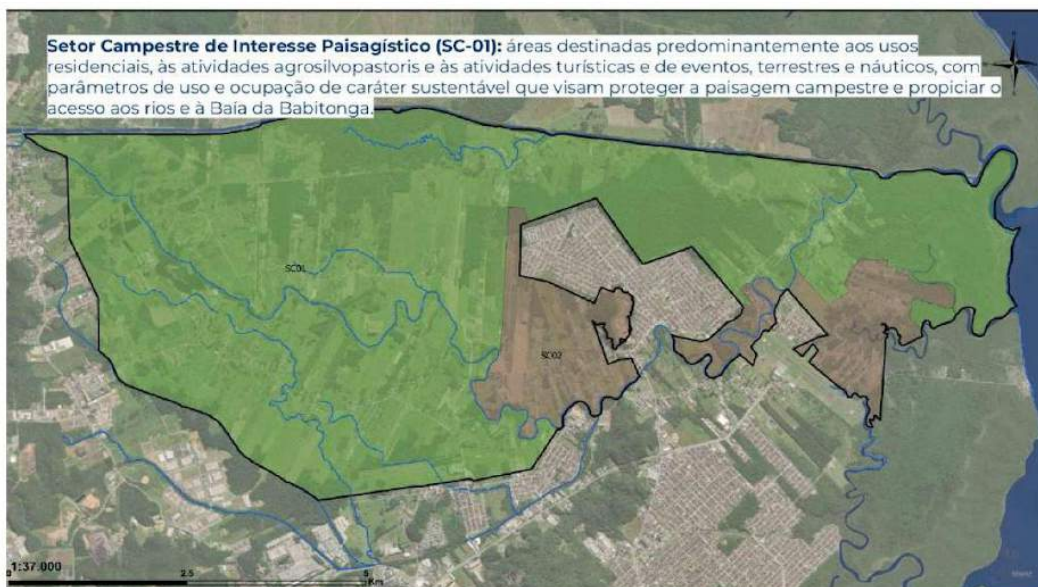 Setor Campestre de Interesse Paisagístico (SC-01): áreas destinadas predominantemente aos usos
residenciais, às atividades agrosilvopastoris e às atividades turísticas e de eventos, terrestres e náuticos, com
parâmetros de uso e ocupação de caráter sustentável que visam proteger a paisagem campestre e propiciar o
acesso aos rios e à Baía da Babitonga.
SC01
SC02
1:37.000
0 2.5 5
Km